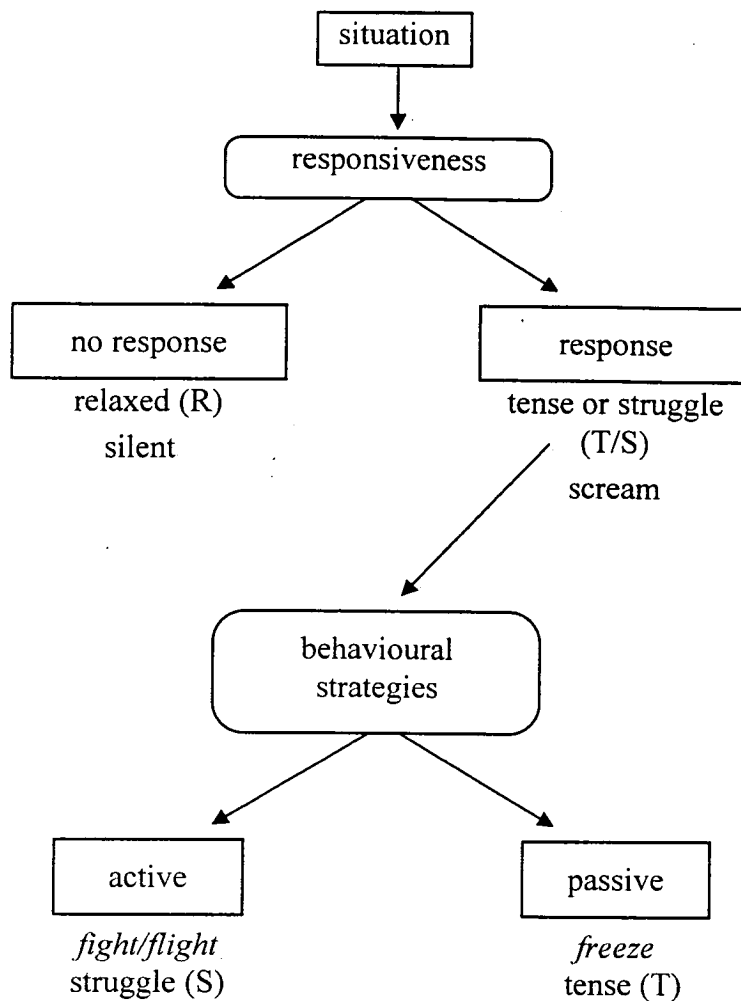 situation
responsiveness
no response
relaxed (R)
silent
response
tense or struggle
(T/S)
scream
behavioural
strategies
active
fight/flight
struggle (S)
passive
freeze
tense (T)